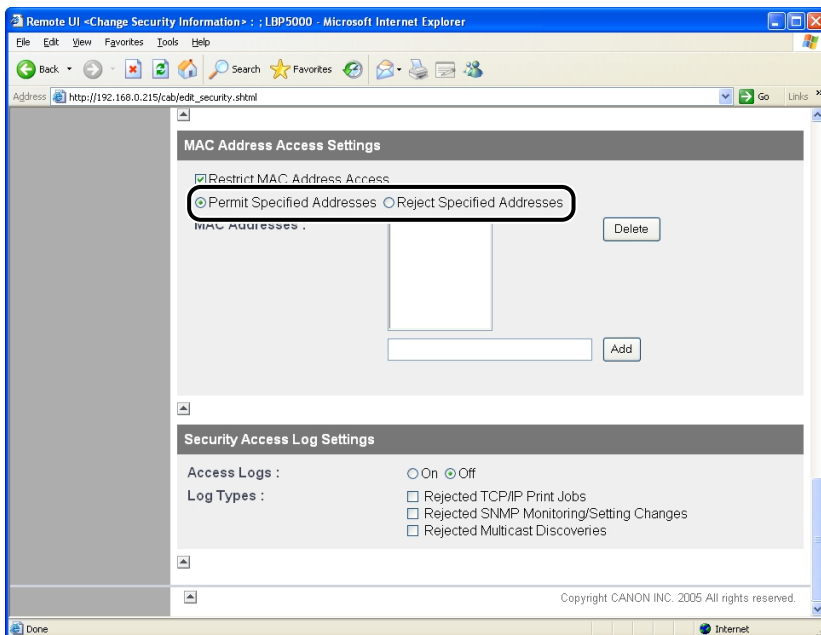 Remote UI <Change Security Information> : ; LBP5000 - Microsoft Internet Explorer
File Edit View Favorites Tools Help
Back Search Favorites
Address http://192.168.0.215/cab/edit_security.shtml Go Links »
MAC Address Access Settings
Restrict MAC Address Access
Permit Specified Addresses Reject Specified Addresses
MAC Addresses :
Delete
Add
Security Access Log Settings
Access Logs : On Off
Log Types : Rejected TCP/IP Print Jobs
Rejected SNMP Monitoring/Setting Changes
Rejected Multicast Discoveries
Copyright CANON INC. 2005 All rights reserved.
Done Internet